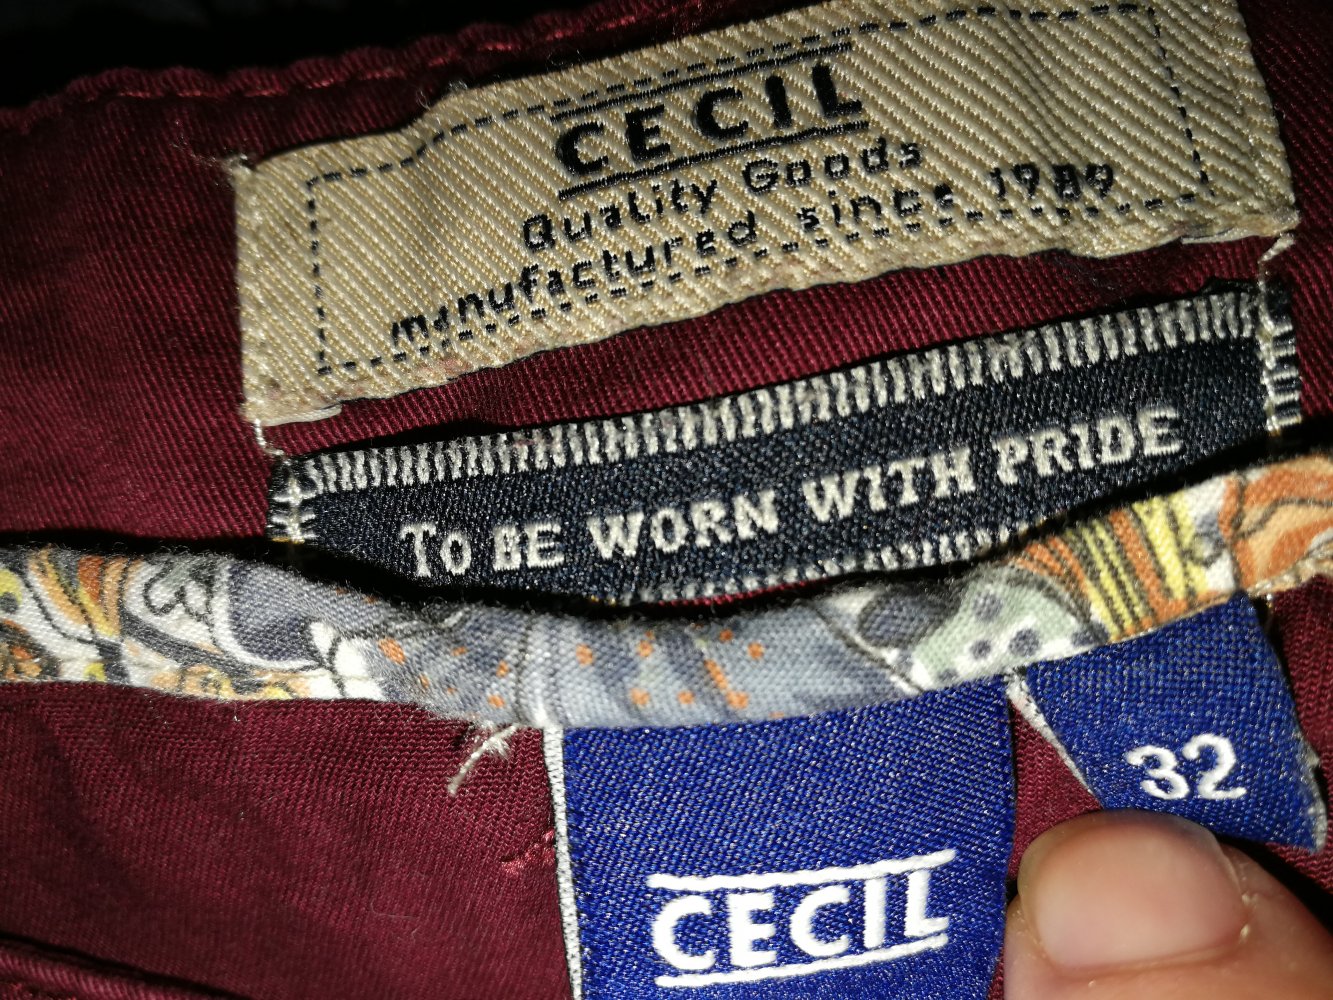 CECIL
Quality Goods
manufactured since 1989
TO BE WORN WITH PRIDE
32
CECIL